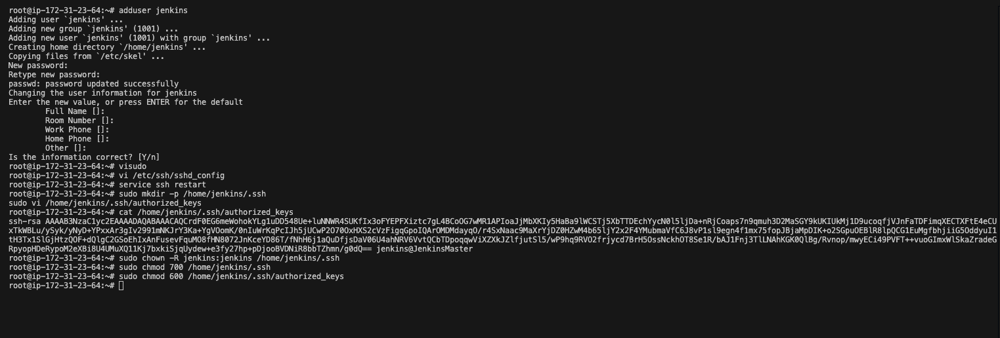 root@ip-172-31-23-64:~# adduser jenkins
Adding user `jenkins' ...
Adding new group `jenkins' (1001) ...
Adding new user `jenkins' (1001) with group `jenkins' ...
Creating home directory `/home/jenkins' ...
Copying files from `/etc/skel' ...
New password:
Retype new password:
passwd: password updated successfully
Changing the user information for jenkins
Enter the new value, or press ENTER for the default
        Full Name []:
        Room Number []:
        Work Phone []:
        Home Phone []:
        Other []:
Is the information correct? [Y/n]
root@ip-172-31-23-64:~# visudo
root@ip-172-31-23-64:~# vi /etc/ssh/sshd_config
root@ip-172-31-23-64:~# service ssh restart
root@ip-172-31-23-64:~# sudo mkdir -p /home/jenkins/.ssh
sudo vi /home/jenkins/.ssh/authorized_keys
root@ip-172-31-23-64:~# cat /home/jenkins/.ssh/authorized_keys
ssh-rsa AAAAB3NzaC1yc2EAAAADAQABAAACAQCrdF0EG6meWohokYLg1uDD548Ue+luNNWR4SUKfIx3oFYEPFXiztc7gL4BCoOG7wMR1APIoaJjMbXKIy5HaBa9lWCSTj5XbTTDEchYycN0l5ljDa+nRjCoaps7n9qmuh3D2MaSGY9kUKIUkMj1D9ucoqfjVJnFaTDFimqXECTXFtE4eCU
xTkWBLu/ySyk/yNyD+YPxxAr3gIv2991mNKJrY3Ka+YgVOomK/0nIuWrKqPcIJh5jUCwP2O70OxHXS2cVzFigqGpoIQArOMDMdayqO/r4SxNaac9MaXrYjDZ0HZwM4b65ljY2x2F4YMubmaVfC6J8vP1sl9egn4f1mx75fopJBjaMpDIK+o2SGpuOEBlR8lpQCG1EuMgfbhjiiG5OddyuI1
tH3Tx1SlGjHtzQOF+dQlgC2GSoEhIxAnFusevFquMO8fHN8072JnKceYD86T/fNhH6j1aQuDfjsDaV06U4ahNRV6VvtQCbTDpoqqwViXZXkJZlfjutSl5/wP9hq9RVO2frjycd7BrH5OssNckhOT8Se1R/bAJ1Fnj3TlLNAhKGK0QlBg/Rvnop/mwyECi49PVFT++vuoGImxWlSkaZradeG
RpyopHDeRypoM2eXBi8U4UMuXQ11Kj7bxkiSjqUydew+e3fy27hp+pDjooBVDNiR8bbTZhmn/g0dQ== jenkins@JenkinsMaster
root@ip-172-31-23-64:~# sudo chown -R jenkins:jenkins /home/jenkins/.ssh
root@ip-172-31-23-64:~# sudo chmod 700 /home/jenkins/.ssh
root@ip-172-31-23-64:~# sudo chmod 600 /home/jenkins/.ssh/authorized_keys
root@ip-172-31-23-64:~#